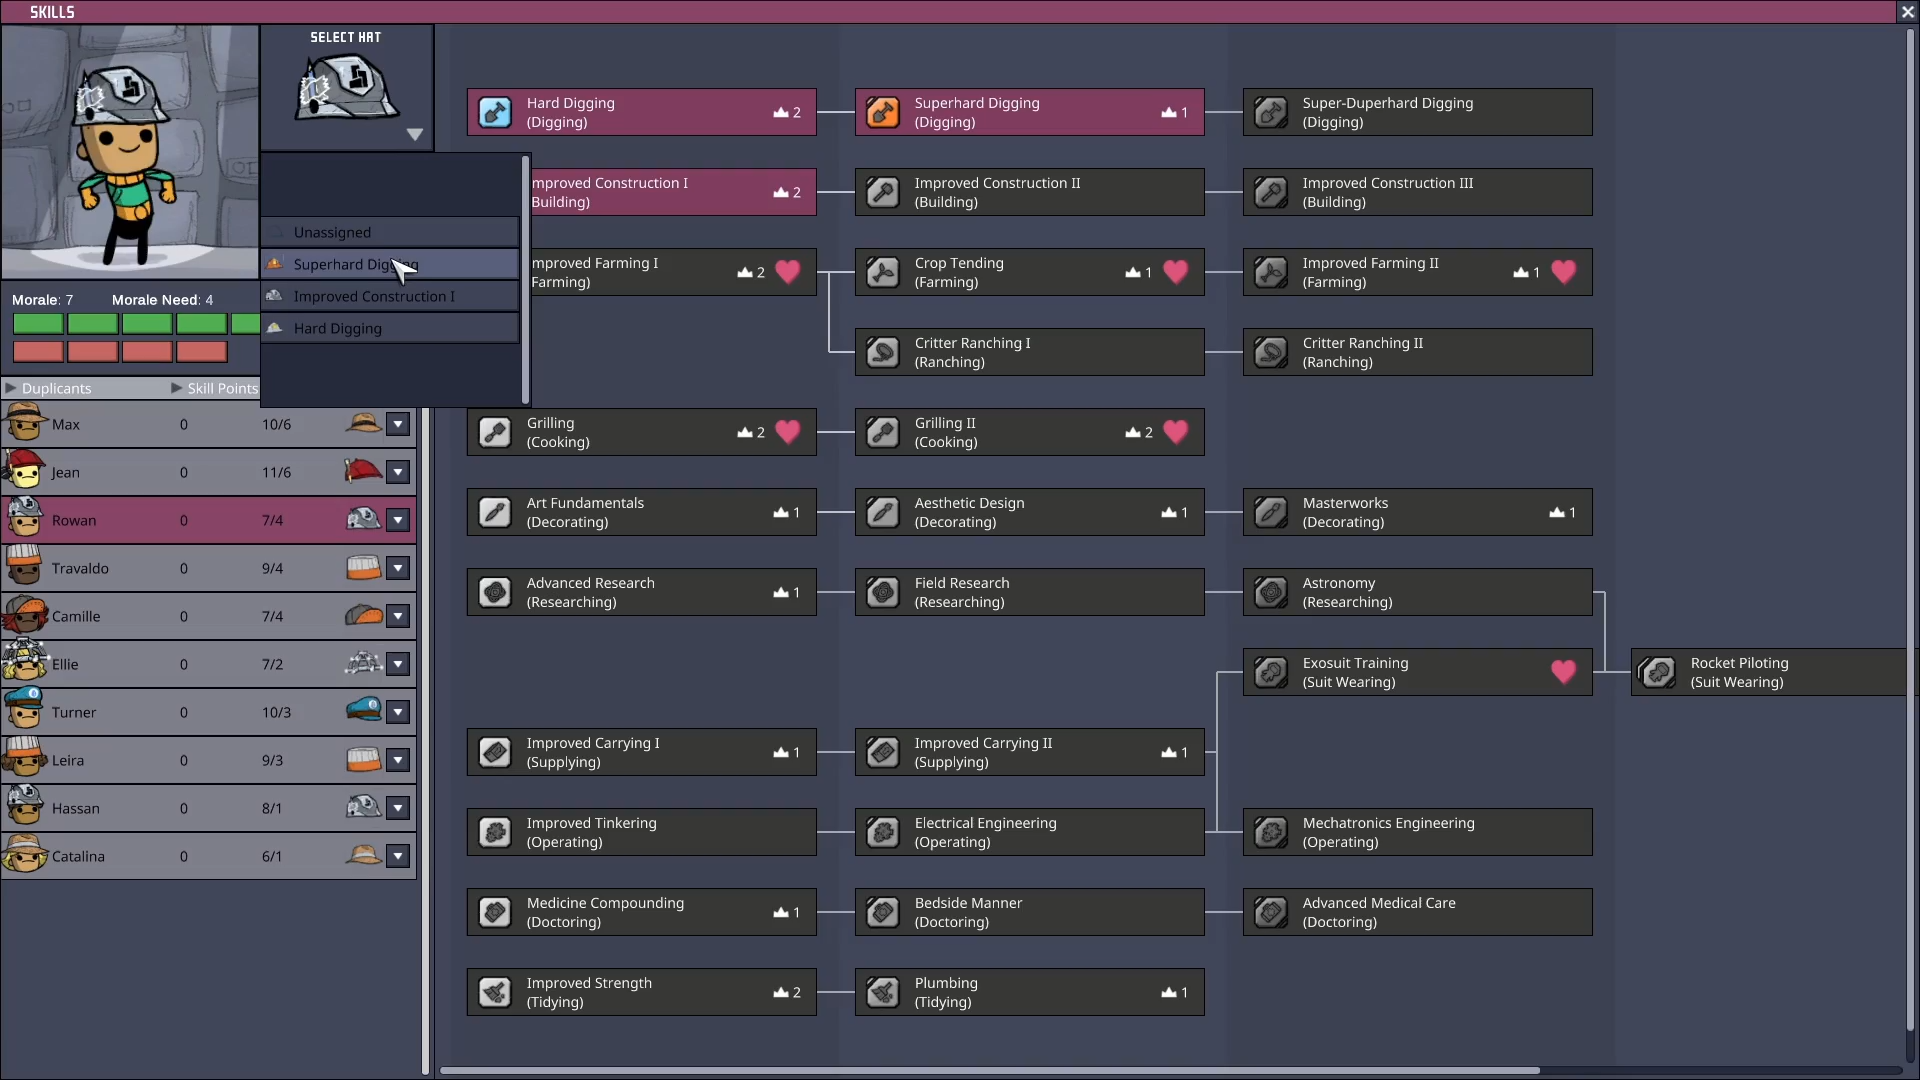 SKILLS
SELECT HAT
Unassigned
Superhard Digging
Improved Construction I
Hard Digging
Morale: 7
Morale Need: 4
Duplicants
Skill Points
Max 0 10/6
Jean 0 11/6
Rowan 0 7/4
Travaldo 0 9/4
Camille 0 7/4
Ellie 0 7/2
Turner 0 10/3
Leira 0 9/3
Hassan 0 8/1
Catalina 0 6/1
Hard Digging
(Digging)
2
Superhard Digging
(Digging)
1
Super-Duperhard Digging
(Digging)
mproved Construction I
Building)
2
Improved Construction II
(Building)
Improved Construction III
(Building)
mproved Farming I
Farming)
2
Crop Tending
(Farming)
1
Improved Farming II
(Farming)
1
Critter Ranching I
(Ranching)
Critter Ranching II
(Ranching)
Grilling
(Cooking)
2
Grilling II
(Cooking)
2
Art Fundamentals
(Decorating)
1
Aesthetic Design
(Decorating)
1
Masterworks
(Decorating)
1
Advanced Research
(Researching)
1
Field Research
(Researching)
Astronomy
(Researching)
Exosuit Training
(Suit Wearing)
Rocket Piloting
(Suit Wearing)
Improved Carrying I
(Supplying)
1
Improved Carrying II
(Supplying)
1
Improved Tinkering
(Operating)
Electrical Engineering
(Operating)
Mechatronics Engineering
(Operating)
Medicine Compounding
(Doctoring)
1
Bedside Manner
(Doctoring)
Advanced Medical Care
(Doctoring)
Improved Strength
(Tidying)
2
Plumbing
(Tidying)
1